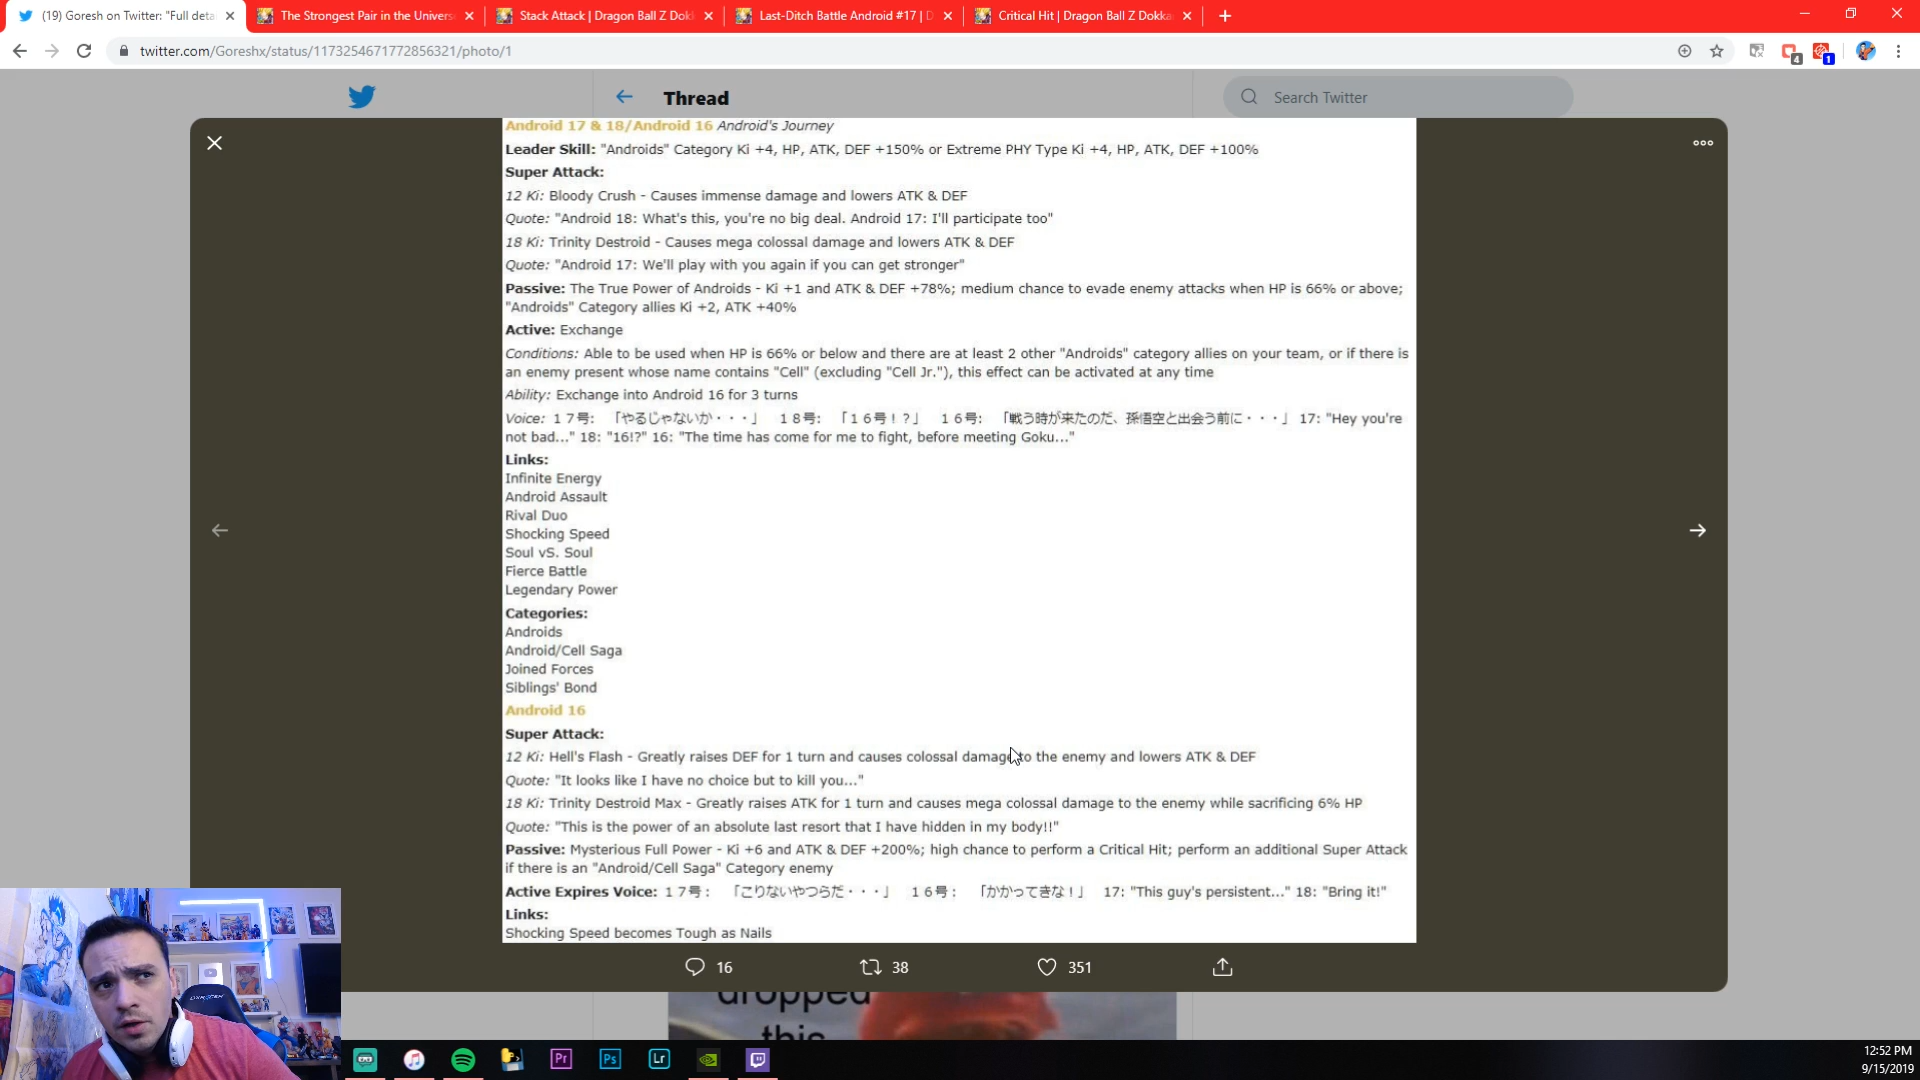 (19) Goresh on Twitter: "Full deta
The Strongest Pair in the Univers
Stack Attack | Dragon Ball Z Dokk
Last-Ditch Battle Android #17 | D
Critical Hit | Dragon Ball Z Dokka
twitter.com/Goreshx/status/1173254671772856321/photo/1
4
1
Thread
Search Twitter
Android 17 & 18/Android 16 Android's Journey
Leader Skill: "Androids" Category Ki +4, HP, ATK, DEF +150% or Extreme PHY Type Ki +4, HP, ATK, DEF +100%
Super Attack:
12 Ki: Bloody Crush - Causes immense damage and lowers ATK & DEF
Quote: "Android 18: What's this, you're no big deal. Android 17: I'll participate too"
18 Ki: Trinity Destroid - Causes mega colossal damage and lowers ATK & DEF
Quote: "Android 17: We'll play with you again if you can get stronger"
Passive: The True Power of Androids - Ki +1 and ATK & DEF +78%; medium chance to evade enemy attacks when HP is 66% or above;
"Androids" Category allies Ki +2, ATK +40%
Active: Exchange
Conditions: Able to be used when HP is 66% or below and there are at least 2 other "Androids" category allies on your team, or if there is
an enemy present whose name contains "Cell" (excluding "Cell Jr."), this effect can be activated at any time
Ability: Exchange into Android 16 for 3 turns
Voice: 17号: 「やるじゃないか・・・」 18号: 「16号！？」 16号: 「戦う時が来たのだ、孫悟空と出会う前に・・・」 17: "Hey you're
not bad..." 18: "16!?" 16: "The time has come for me to fight, before meeting Goku..."
Links:
Infinite Energy
Android Assault
Rival Duo
Shocking Speed
Soul vS. Soul
Fierce Battle
Legendary Power
Categories:
Androids
Android/Cell Saga
Joined Forces
Siblings' Bond
Android 16
Super Attack:
12 Ki: Hell's Flash - Greatly raises DEF for 1 turn and causes colossal damage to the enemy and lowers ATK & DEF
Quote: "It looks like I have no choice but to kill you..."
18 Ki: Trinity Destroid Max - Greatly raises ATK for 1 turn and causes mega colossal damage to the enemy while sacrificing 6% HP
Quote: "This is the power of an absolute last resort that I have hidden in my body!!"
Passive: Mysterious Full Power - Ki +6 and ATK & DEF +200%; high chance to perform a Critical Hit; perform an additional Super Attack
if there is an "Android/Cell Saga" Category enemy
Active Expires Voice: 17号: 「こりないやつらだ・・・」 16号: 「かかってきな！」 17: "This guy's persistent..." 18: "Bring it!"
Links:
Shocking Speed becomes Tough as Nails
16
38
351
dropped
this
Pr
Ps
Lr
12:52 PM
9/15/2019